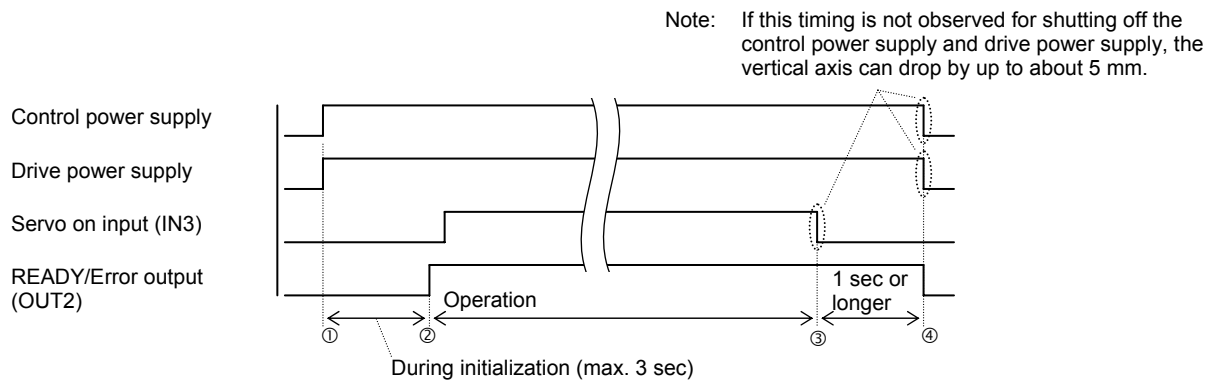 Note: If this timing is not observed for shutting off the
control power supply and drive power supply, the
vertical axis can drop by up to about 5 mm.
Control power supply
Drive power supply
Servo on input (IN3)
READY/Error output
(OUT2)
Operation
1 sec or
longer
① ② ③ ④
During initialization (max. 3 sec)